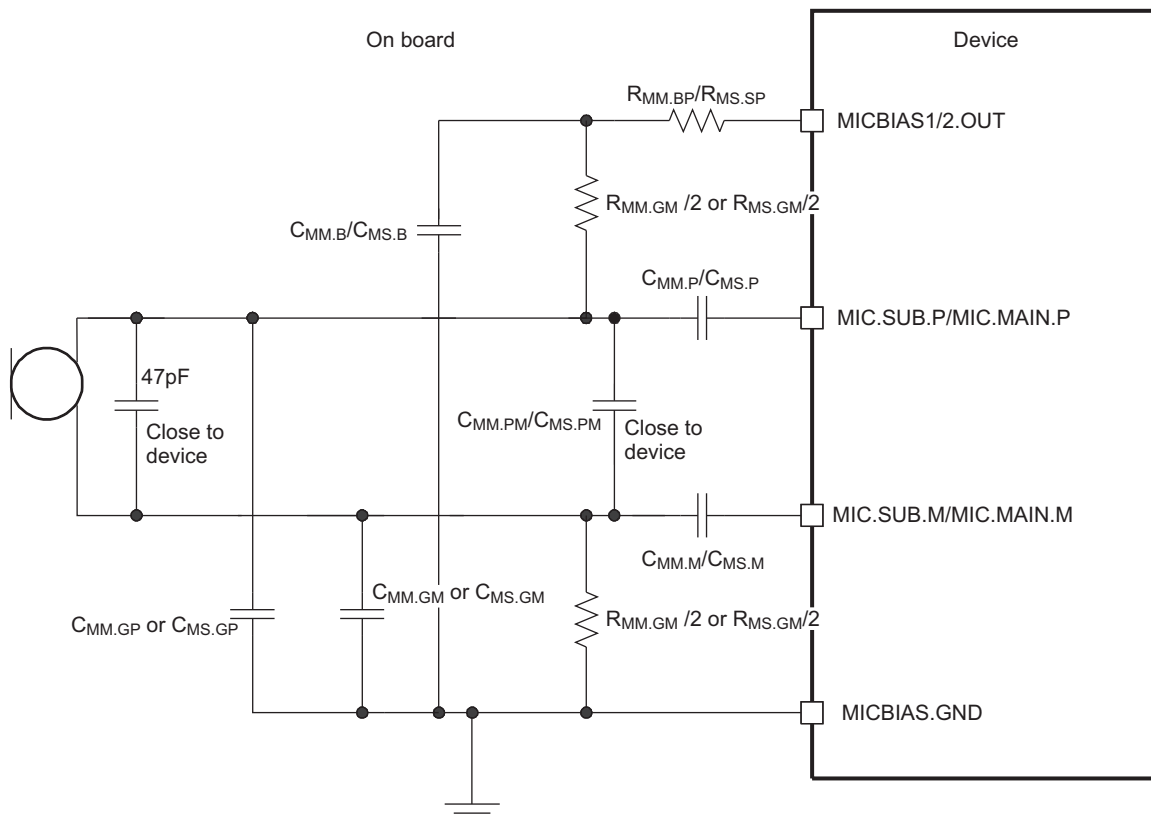 On board
Device
RMM.BP/RMS.SP
MICBIAS1/2.OUT
RMM.GM /2 or RMS.GM/2
CMM.B/CMS.B
CMM.P/CMS.P
MIC.SUB.P/MIC.MAIN.P
47pF
Close to
device
CMM.PM/CMS.PM
Close to
device
MIC.SUB.M/MIC.MAIN.M
CMM.M/CMS.M
CMM.GM or CMS.GM
RMM.GM /2 or RMS.GM/2
CMM.GP or CMS.GP
MICBIAS.GND